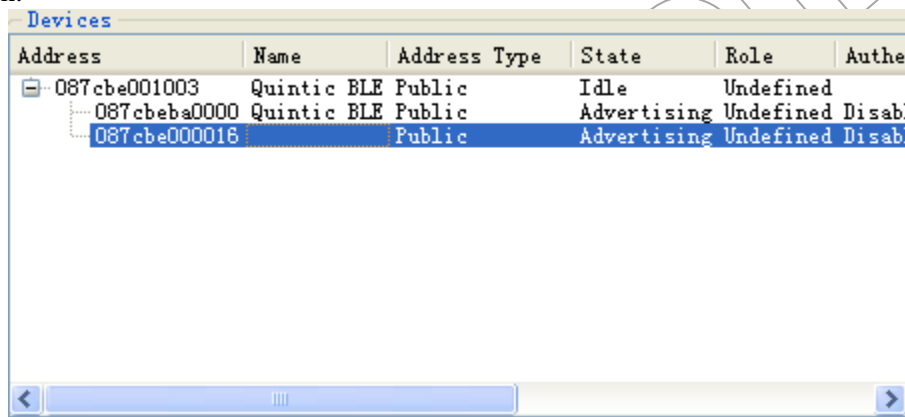 Devices
Address Name Address Type State Role Authe
087cbe001003 Quintic BLE Public Idle Undefined
087cbeba0000 Quintic BLE Public Advertising Undefined Disab
087cbe000016 Public Advertising Undefined Disab